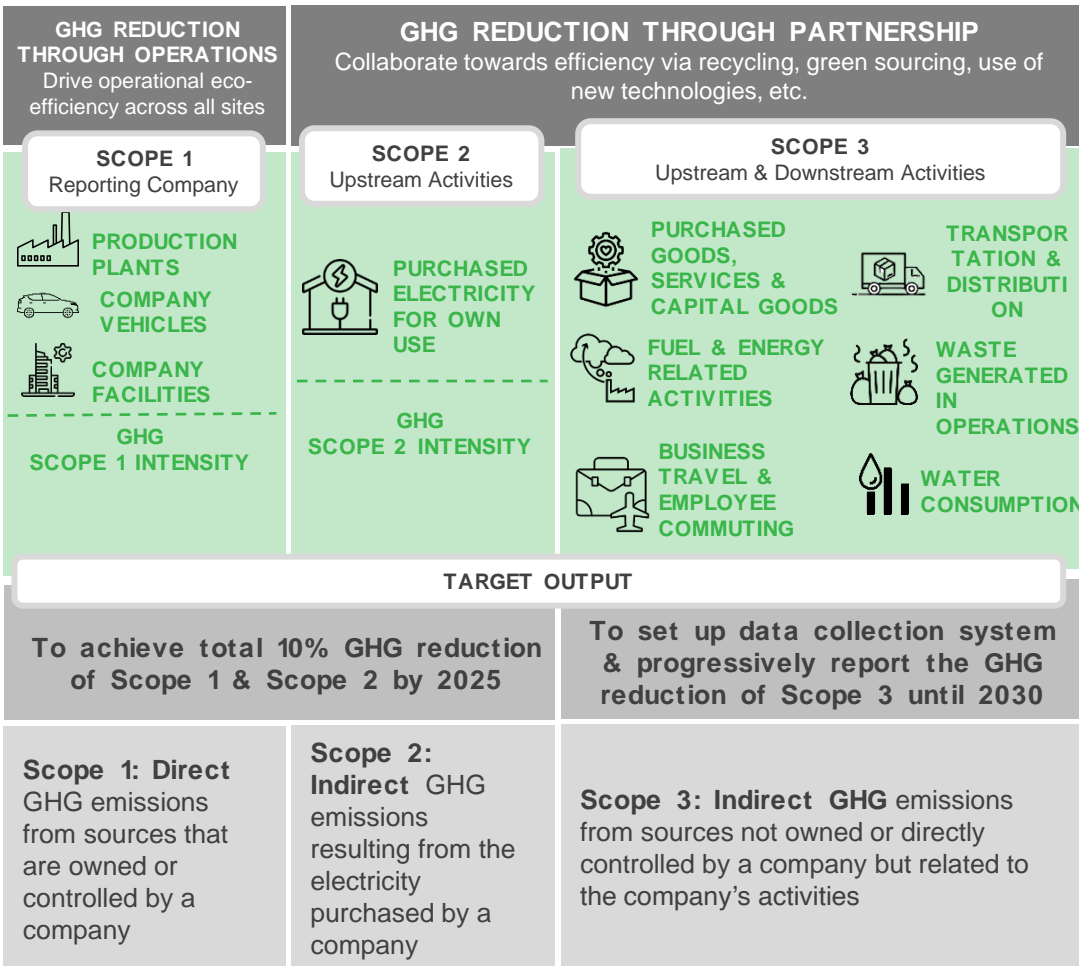 GHG REDUCTION
THROUGH OPERATIONS
Drive operational eco-
efficiency across all sites
GHG REDUCTION THROUGH PARTNERSHIP
Collaborate towards efficiency via recycling, green sourcing, use of
new technologies, etc.
SCOPE 1
Reporting Company
SCOPE 2
Upstream Activities
SCOPE 3
Upstream & Downstream Activities
PRODUCTION
PLANTS
COMPANY
VEHICLES
COMPANY
FACILITIES
GHG
SCOPE 1 INTENSITY
PURCHASED
ELECTRICITY
FOR OWN
USE
GHG
SCOPE 2 INTENSITY
PURCHASED
GOODS,
SERVICES &
CAPITAL GOODS
TRANSPOR
TATION &
DISTRIBUTI
ON
FUEL & ENERGY
RELATED
ACTIVITIES
WASTE
GENERATED
IN
OPERATIONS
BUSINESS
TRAVEL &
EMPLOYEE
COMMUTING
WATER
CONSUMPTION
TARGET OUTPUT
To achieve total 10% GHG reduction
of Scope 1 & Scope 2 by 2025
To set up data collection system
& progressively report the GHG
reduction of Scope 3 until 2030
Scope 1: Direct
GHG emissions
from sources that
are owned or
controlled by a
company
Scope 2:
Indirect GHG
emissions
resulting from the
electricity
purchased by a
company
Scope 3: Indirect GHG emissions
from sources not owned or directly
controlled by a company but related to
the company’s activities